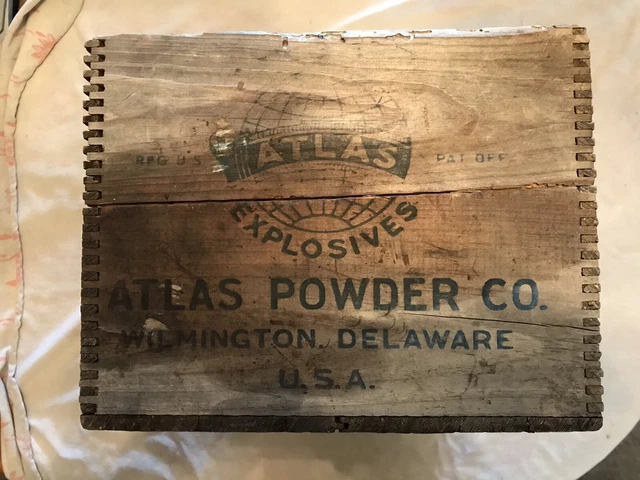 REG U S ATLAS PAT OFF
EXPLOSIVES
ATLAS POWDER CO.
WILMINGTON, DELAWARE
U.S.A.